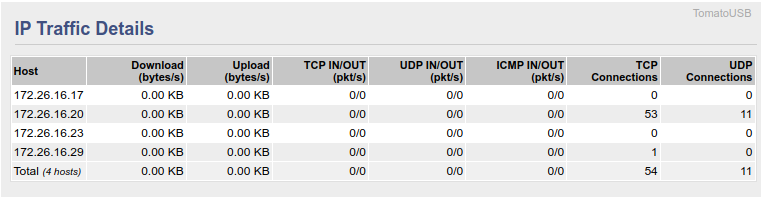 TomatoUSB
IP Traffic Details
Host Download (bytes/s) Upload (bytes/s) TCP IN/OUT (pkt/s) UDP IN/OUT (pkt/s) ICMP IN/OUT (pkt/s) TCP Connections UDP Connections
172.26.16.17 0.00 KB 0.00 KB 0/0 0/0 0/0 0 0
172.26.16.20 0.00 KB 0.00 KB 0/0 0/0 0/0 53 11
172.26.16.23 0.00 KB 0.00 KB 0/0 0/0 0/0 0 0
172.26.16.29 0.00 KB 0.00 KB 0/0 0/0 0/0 1 0
Total (4 hosts) 0.00 KB 0.00 KB 0/0 0/0 0/0 54 11